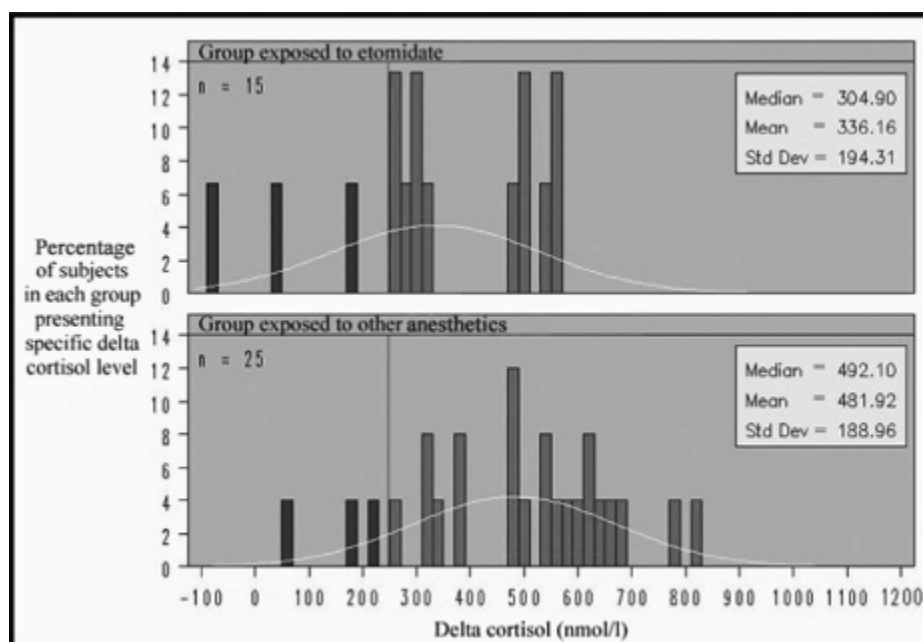 Group exposed to etomidate
14
12
10
8
6
4
2
0
n = 15
Median = 304.90
Mean = 336.16
Std Dev = 194.31
Percentage
of subjects
in each group
presenting
specific delta
cortisol level
Group exposed to other anesthetics
14
12
10
8
6
4
2
0
n = 25
Median = 492.10
Mean = 481.92
Std Dev = 188.96
-100 0 100 200 300 400 500 600 700 800 900 1000 1100 1200
Delta cortisol (nmol/l)